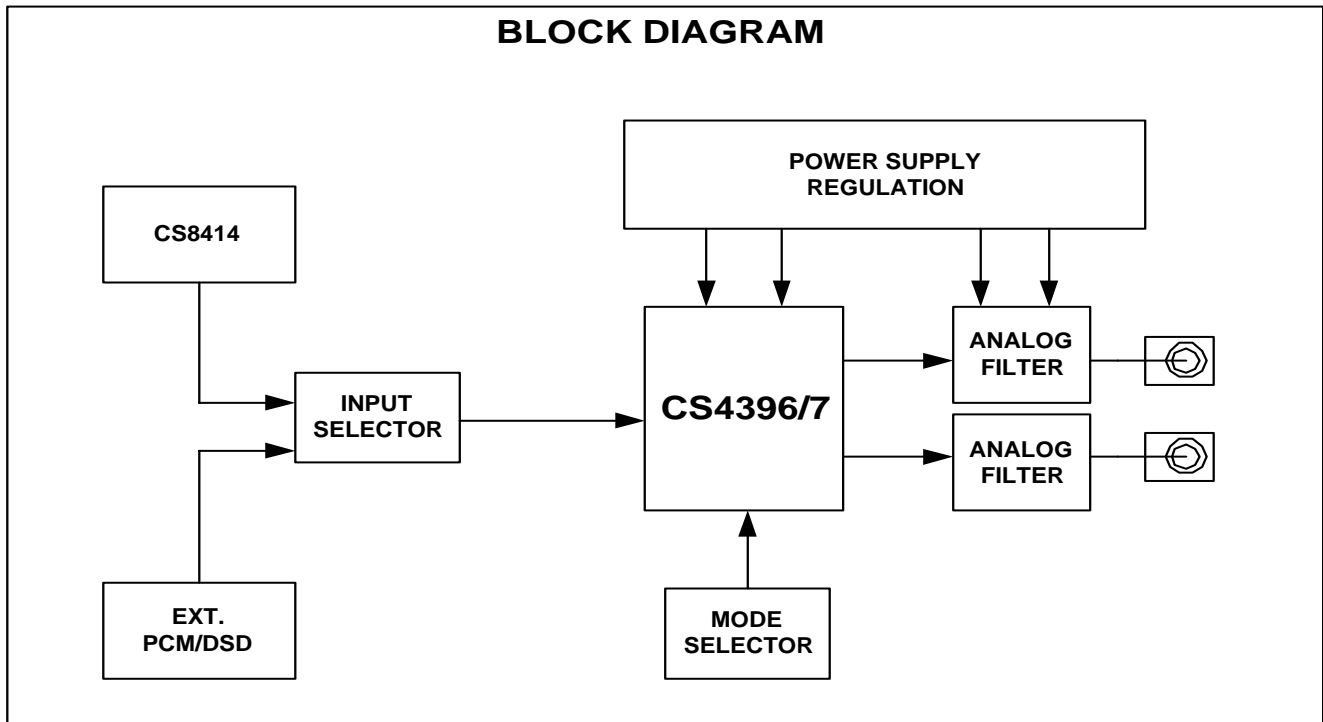 BLOCK DIAGRAM
POWER SUPPLY
REGULATION
CS8414
ANALOG
FILTER
INPUT
SELECTOR
CS4396/7
ANALOG
FILTER
EXT.
PCM/DSD
MODE
SELECTOR